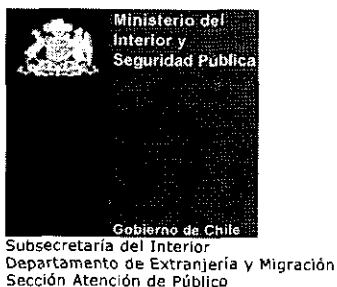 Ministerio del
Interior y
Seguridad Pública
Gobierno de Chile
Subsecretaría del Interior
Departamento de Extranjería y Migración
Sección Atención de Público